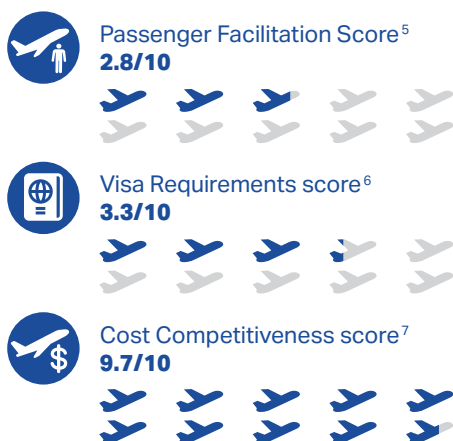 Passenger Facilitation Score⁵
2.8/10
Visa Requirements score⁶
3.3/10
$
Cost Competitiveness score⁷
9.7/10